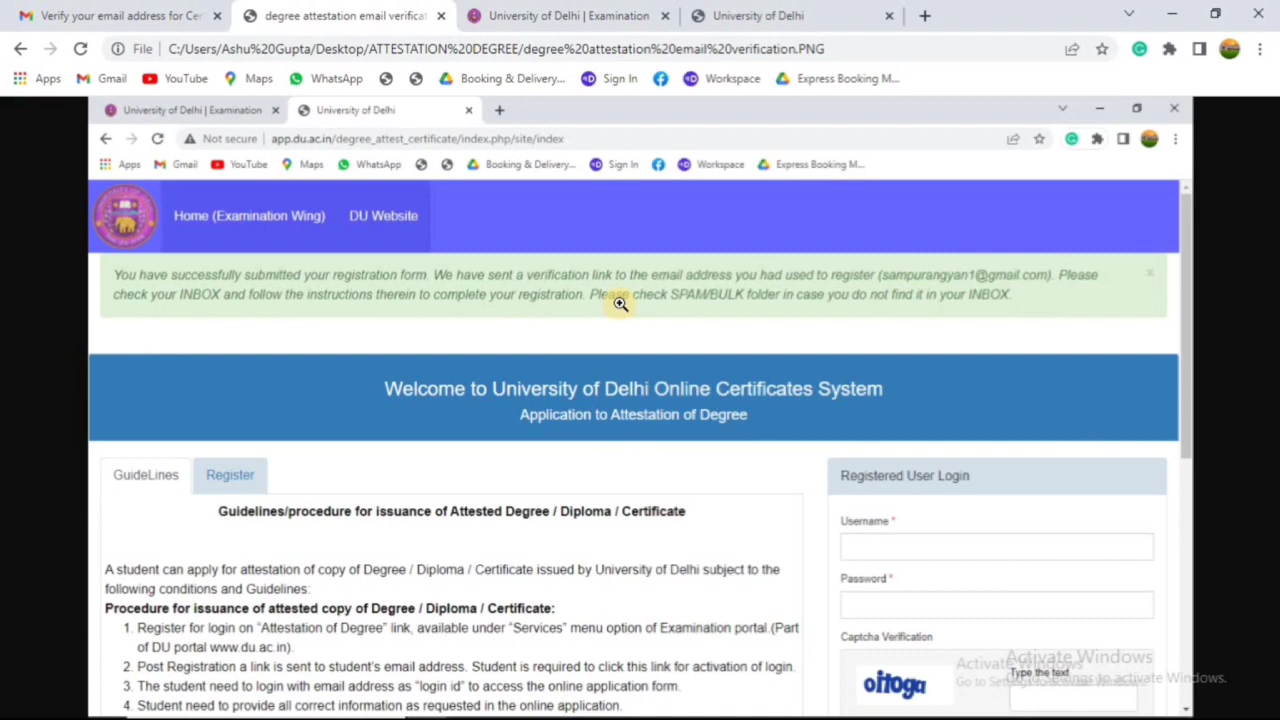 Verify your email address for Cer
degree attestation email verificat
University of Delhi | Examination
University of Delhi
File
C:/Users/Ashu%20Gupta/Desktop/ATTESTATION%20DEGREE/degree%20attestation%20email%20verification.PNG
Apps
Gmail
YouTube
Maps
WhatsApp
Booking & Delivery...
Sign In
Workspace
Express Booking M...
University of Delhi | Examination
University of Delhi
Not secure
app.du.ac.in/degree_attest_certificate/index.php/site/index
Apps
Gmail
YouTube
Maps
WhatsApp
Booking & Delivery...
Sign In
Workspace
Express Booking M...
Home (Examination Wing)
DU Website
You have successfully submitted your registration form. We have sent a verification link to the email address you had used to register (sampurangyan1@gmail.com). Please
check your INBOX and follow the instructions therein to complete your registration. Please check SPAM/BULK folder in case you do not find it in your INBOX.
Welcome to University of Delhi Online Certificates System
Application to Attestation of Degree
GuideLines
Register
Guidelines/procedure for issuance of Attested Degree / Diploma / Certificate
A student can apply for attestation of copy of Degree / Diploma / Certificate issued by University of Delhi subject to the
following conditions and Guidelines:
Procedure for issuance of attested copy of Degree / Diploma / Certificate:
1. Register for login on “Attestation of Degree” link, available under “Services” menu option of Examination portal.(Part
of DU portal www.du.ac.in).
2. Post Registration a link is sent to student's email address. Student is required to click this link for activation of login.
3. The student need to login with email address as “login id” to access the online application form.
4. Student need to provide all correct information as requested in the online application.
Registered User Login
Username *
Password *
Captcha Verification
oitoga
Type the text
Activate Windows
Go to Settings to activate Windows.
Activate Windows
Go to Settings to activate Windows.